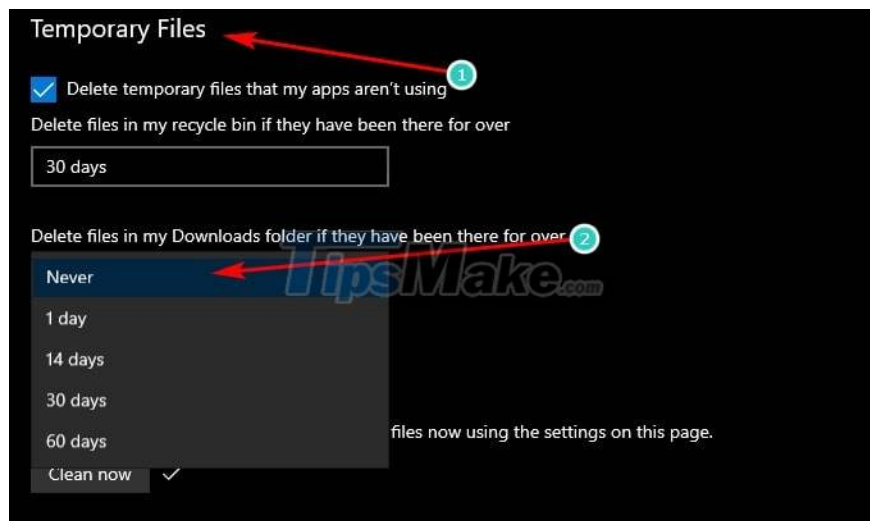 Temporary Files
1
Delete temporary files that my apps aren't using
Delete files in my recycle bin if they have been there for over
30 days
Delete files in my Downloads folder if they have been there for over
2
Never
TipsMake.com
1 day
14 days
30 days
60 days
files now using the settings on this page.
Clean now